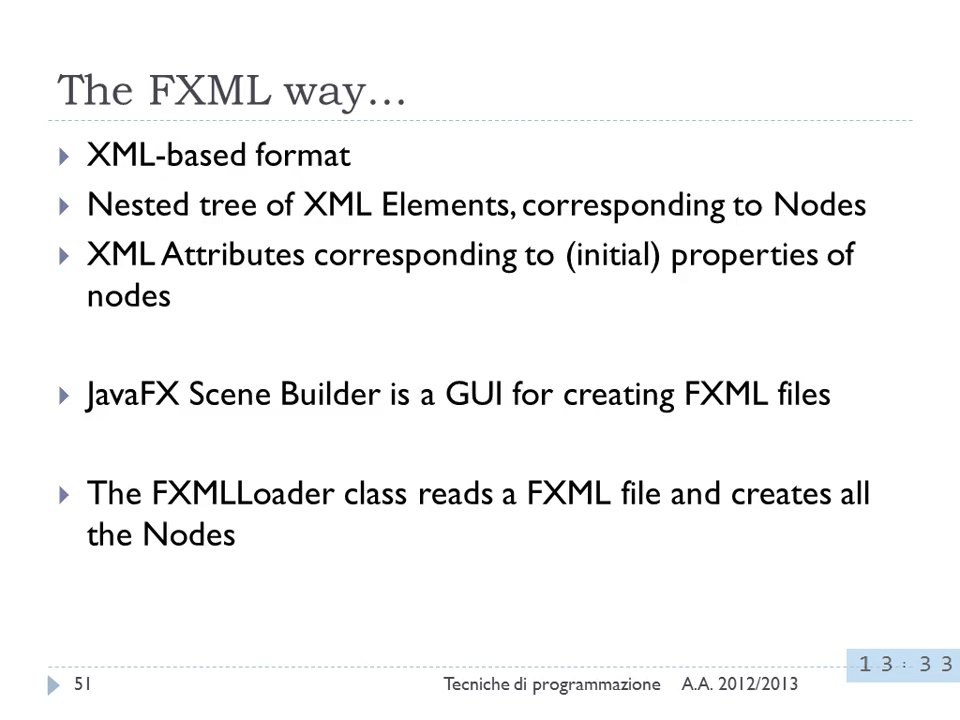 The FXML way...
XML-based format
Nested tree of XML Elements, corresponding to Nodes
XML Attributes corresponding to (initial) properties of
nodes
JavaFX Scene Builder is a GUI for creating FXML files
The FXMLLoader class reads a FXML file and creates all
the Nodes
51 Tecniche di programmazione A.A. 2012/2013
13:33